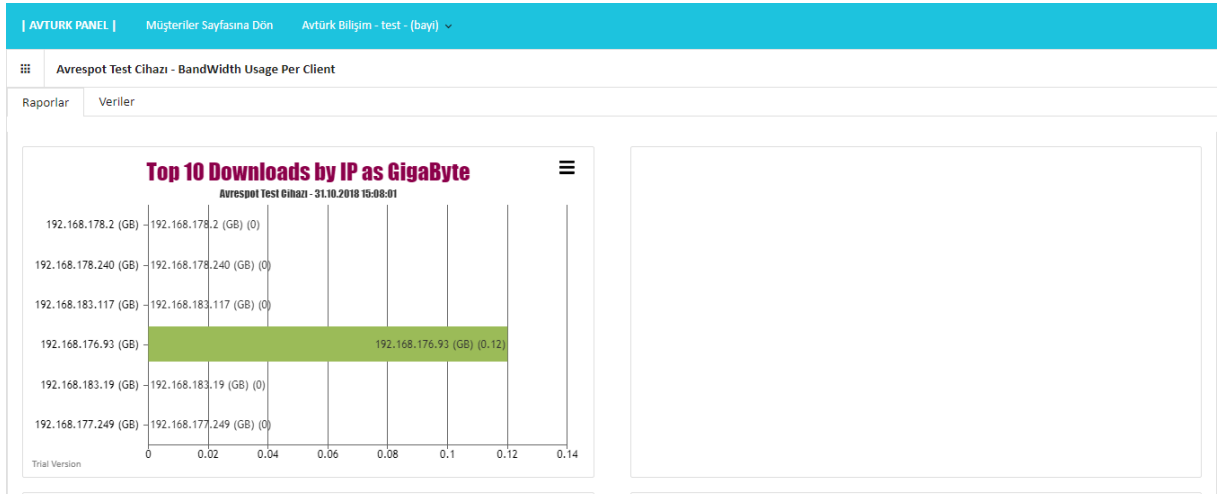 | AVTURK PANEL | Müşteriler Sayfasına Dön Avtürk Bilişim - test - (bayi)
Avrespot Test Cihazı - BandWidth Usage Per Client
Raporlar Veriler
Top 10 Downloads by IP as GigaByte
Avrespot Test Cihazı - 31.10.2018 15:08:01
192.168.178.2 (GB) 192.168.178.2 (GB) (0)
192.168.178.240 (GB) 192.168.178.240 (GB) (0)
192.168.183.117 (GB) 192.168.183.117 (GB) (0)
192.168.176.93 (GB) 192.168.176.93 (GB) (0.12)
192.168.183.19 (GB) 192.168.183.19 (GB) (0)
192.168.177.249 (GB) 192.168.177.249 (GB) (0)
0 0.02 0.04 0.06 0.08 0.1 0.12 0.14
Trial Version